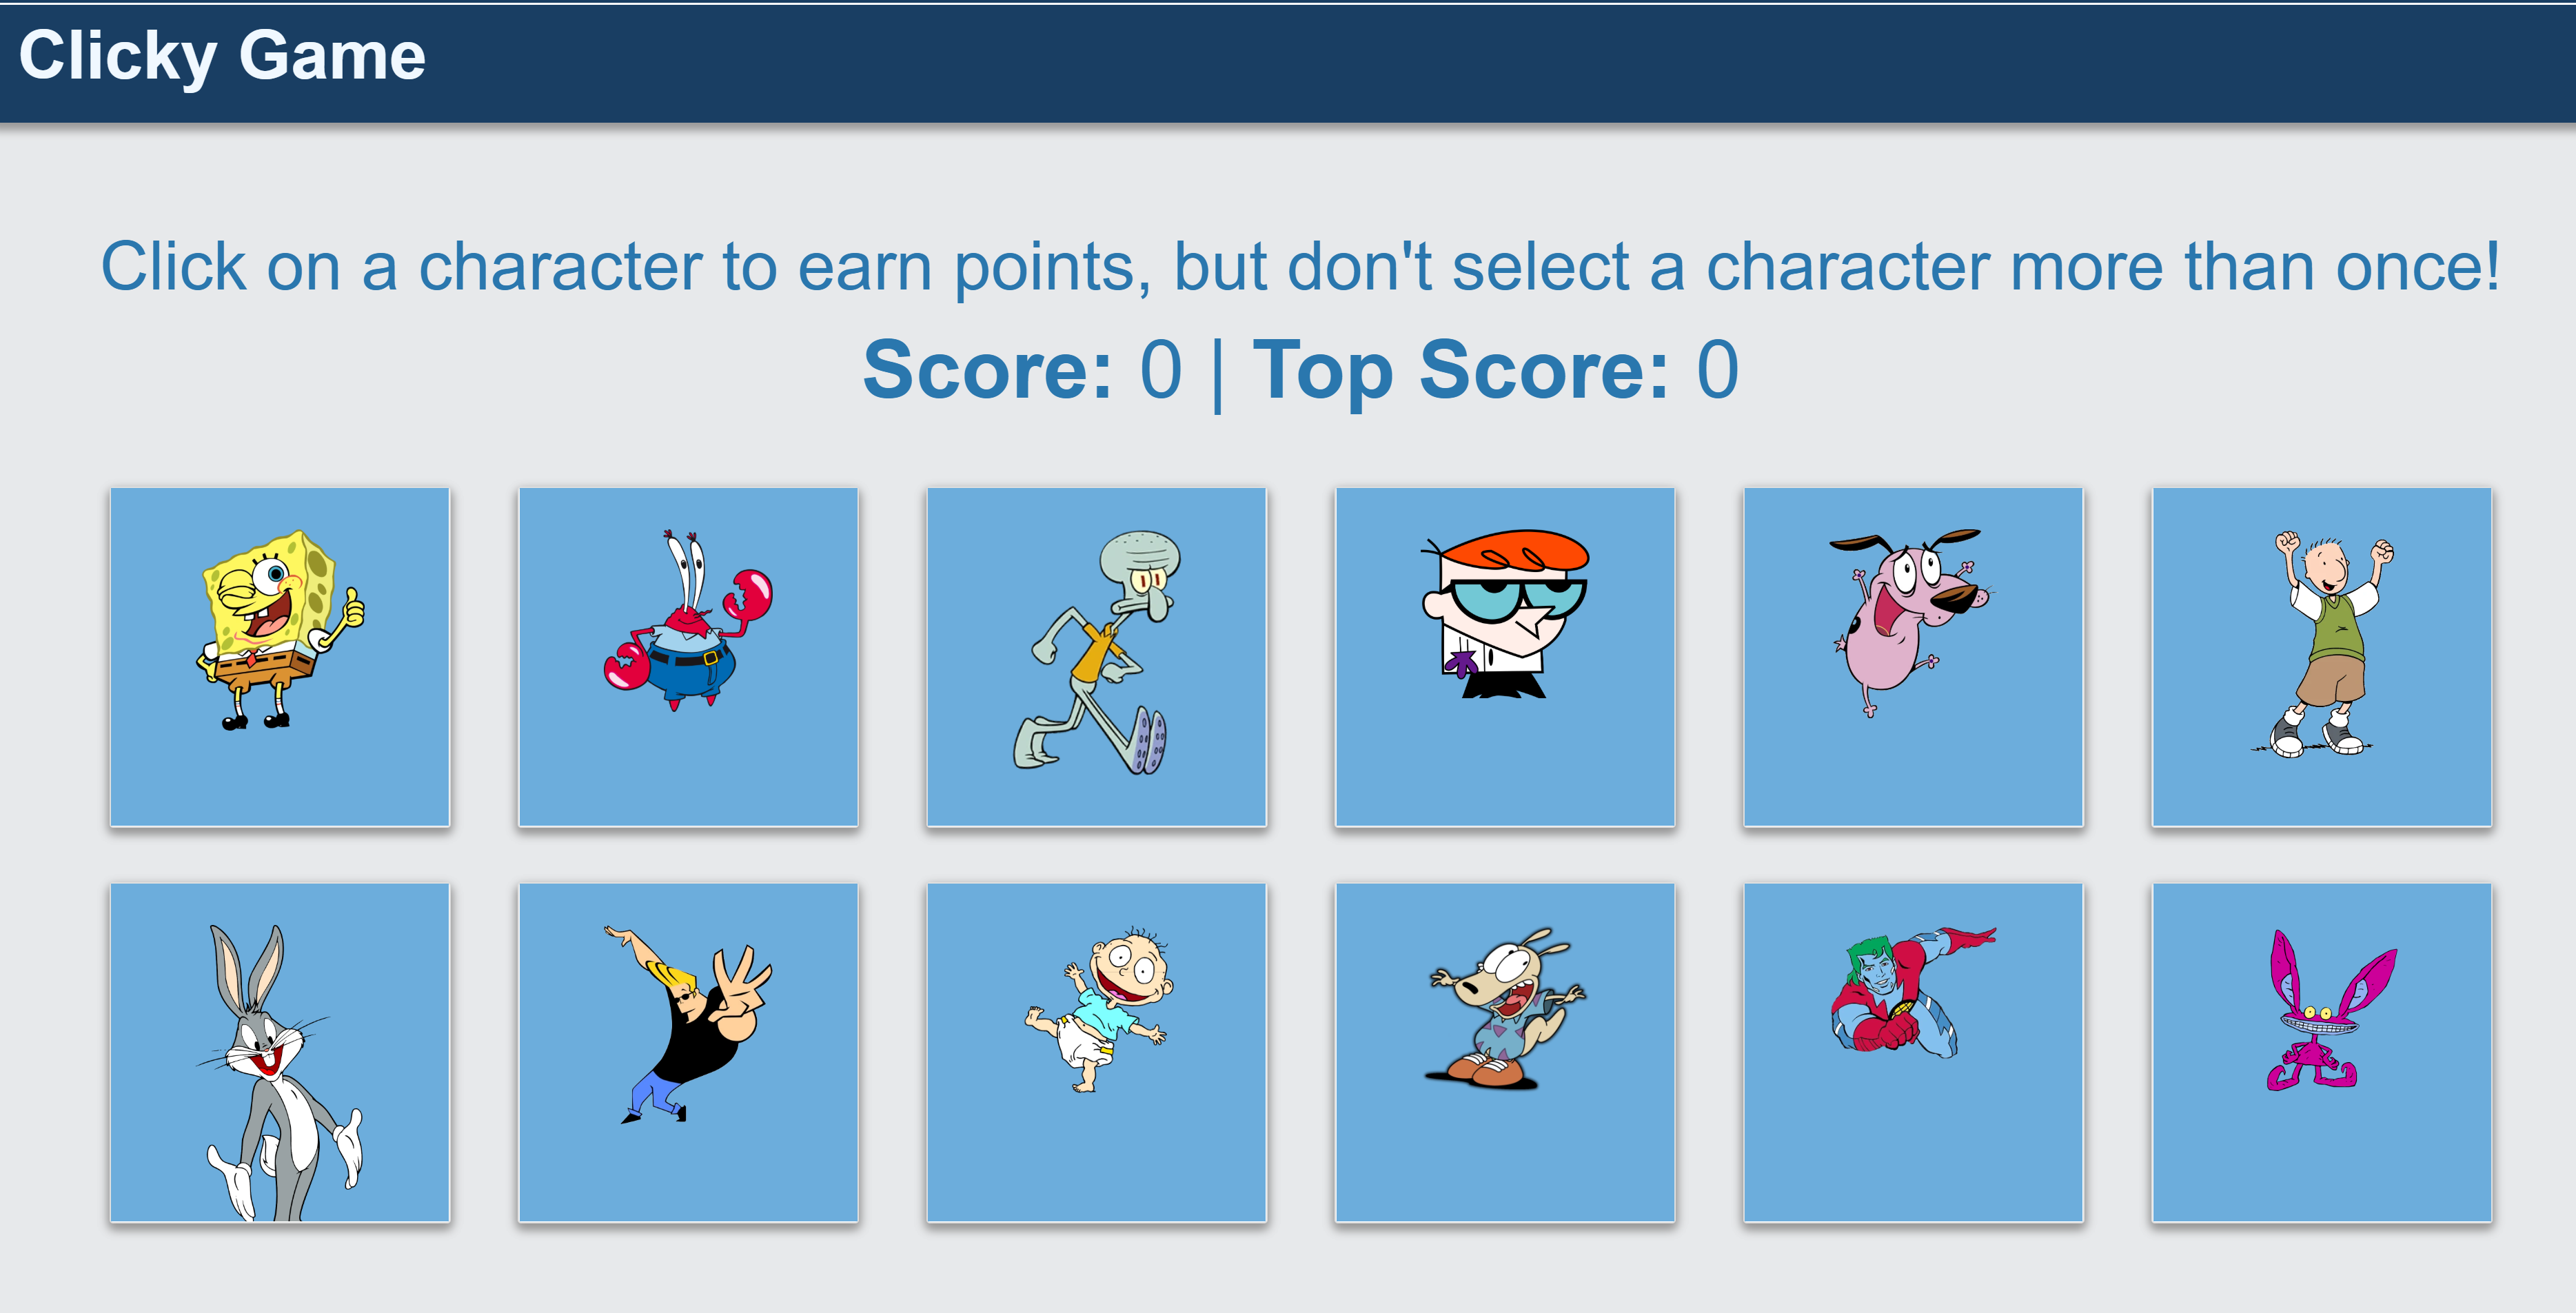 Clicky Game
Click on a character to earn points, but don't select a character more than once!
Score: 0 | Top Score: 0